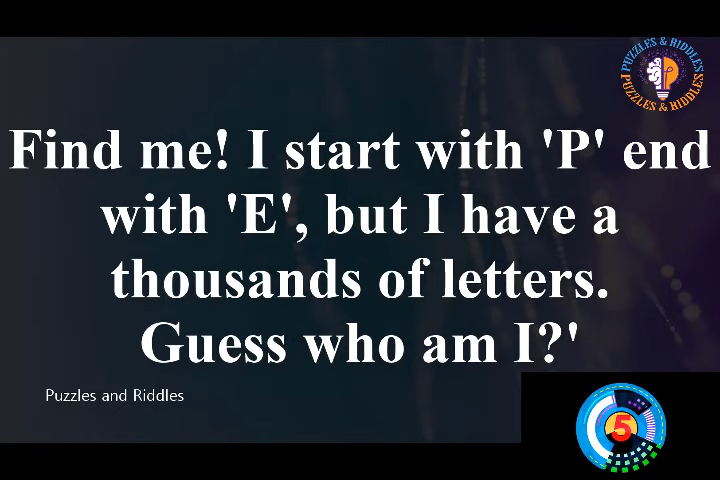 PUZZLES & RIDDLES
PUZZLES & RIDDLES
Find me! I start with 'P' end
with 'E', but I have a
thousands of letters.
Guess who am I?'
Puzzles and Riddles
5